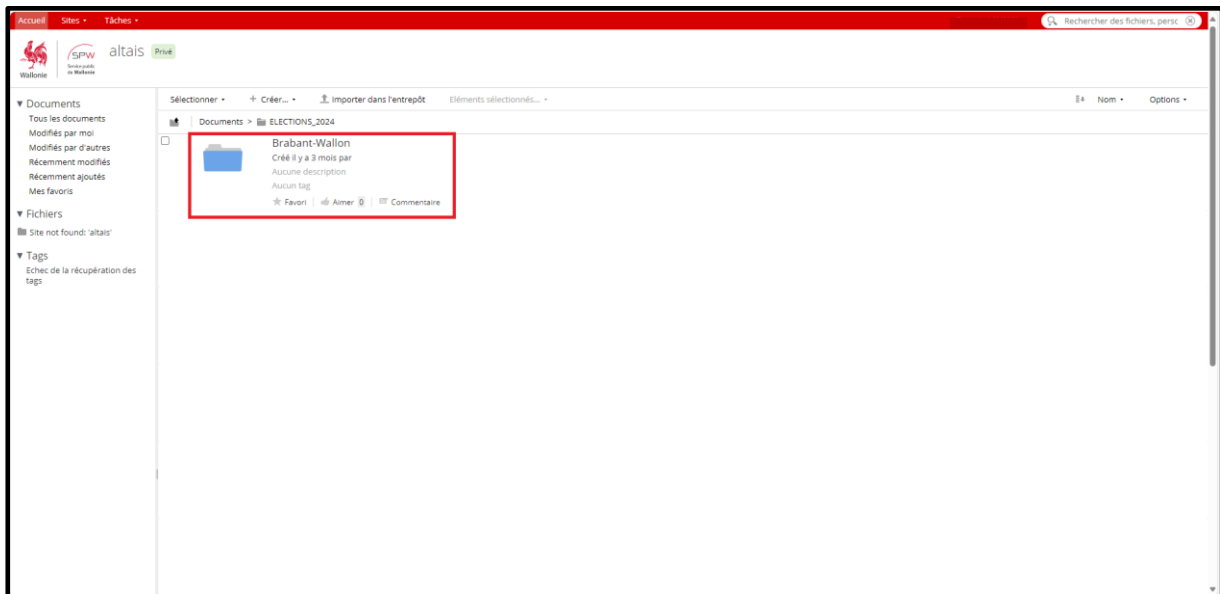 Accueil Sites Tâches Rechercher des fichiers, persc
Wallonie
SPW
Service public
de Wallonie
altais Privé
Sélectionner + Créer... Importer dans l'entrepôt Eléments sélectionnés... Nom Options
Documents > ELECTIONS_2024
Documents
Tous les documents
Modifiés par moi
Modifiés par d'autres
Récemment modifiés
Récemment ajoutés
Mes favoris
Fichiers
Site not found: 'altais'
Tags
Echec de la récupération des
tags
Brabant-Wallon
Créé il y a 3 mois par
Aucune description
Aucun tag
Favori Aimer 0 Commentaire